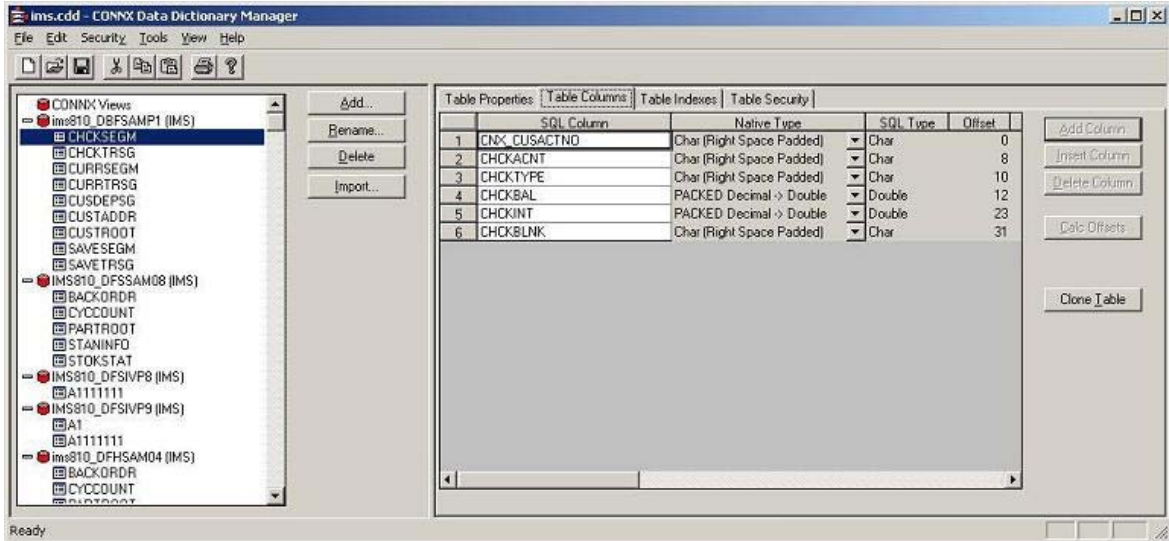 ims.cdd - CONNX Data Dictionary Manager
File Edit Security Tools View Help
CONNX Views
ims810_DBFSAMP1 (IMS)
CHCKSEGM
CHCKTRSG
CURRSEGM
CURRTRSG
CUSDEPSG
CUSTADDR
CUSTROOT
SAVESEGM
SAVETRSG
IMS810_DFSSAM08 (IMS)
BACKORDR
CYCCOUNT
PARTROOT
STANINFO
STOKSTAT
IMS810_DFSIVP8 (IMS)
A1111111
IMS810_DFSIVP9 (IMS)
A1
A1111111
ims810_DFHSAM04 (IMS)
BACKORDR
CYCCOUNT
PARTROOT
Add...
Rename...
Delete
Import...
Table Properties Table Columns Table Indexes Table Security
SQL Column Native Type SQL Type Offset
1 CNX_CUSACTNO Char (Right Space Padded) Char 0
2 CHCKACNT Char (Right Space Padded) Char 8
3 CHCKTYPE Char (Right Space Padded) Char 10
4 CHCKBAL PACKED Decimal -> Double Double 12
5 CHCKINT PACKED Decimal -> Double Double 23
6 CHCKBLNK Char (Right Space Padded) Char 31
Add Column
Insert Column
Delete Column
Calc Offsets
Clone Table
Ready